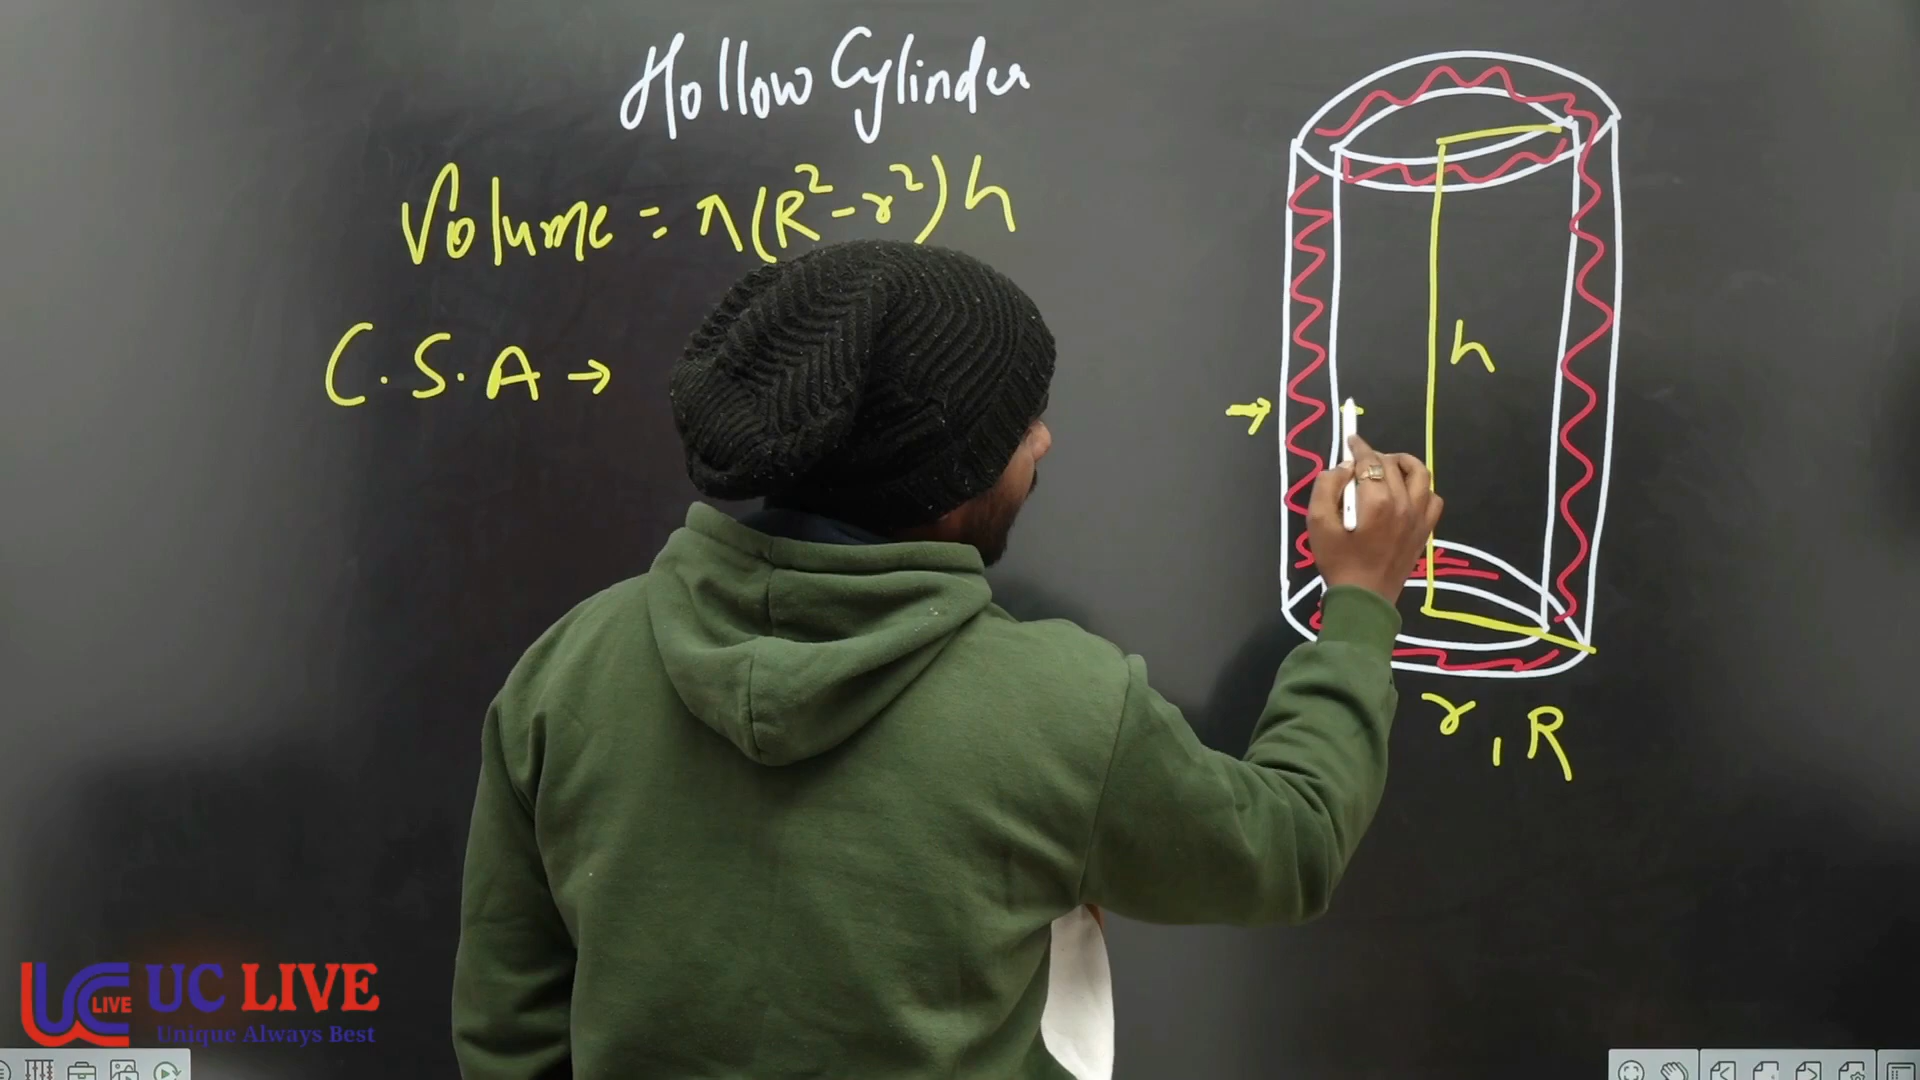 Hollow Cylinder
Volume = π(R²-r²)h
C.S.A →
h
→
r, R
LIVE
UC LIVE
Unique Always Best